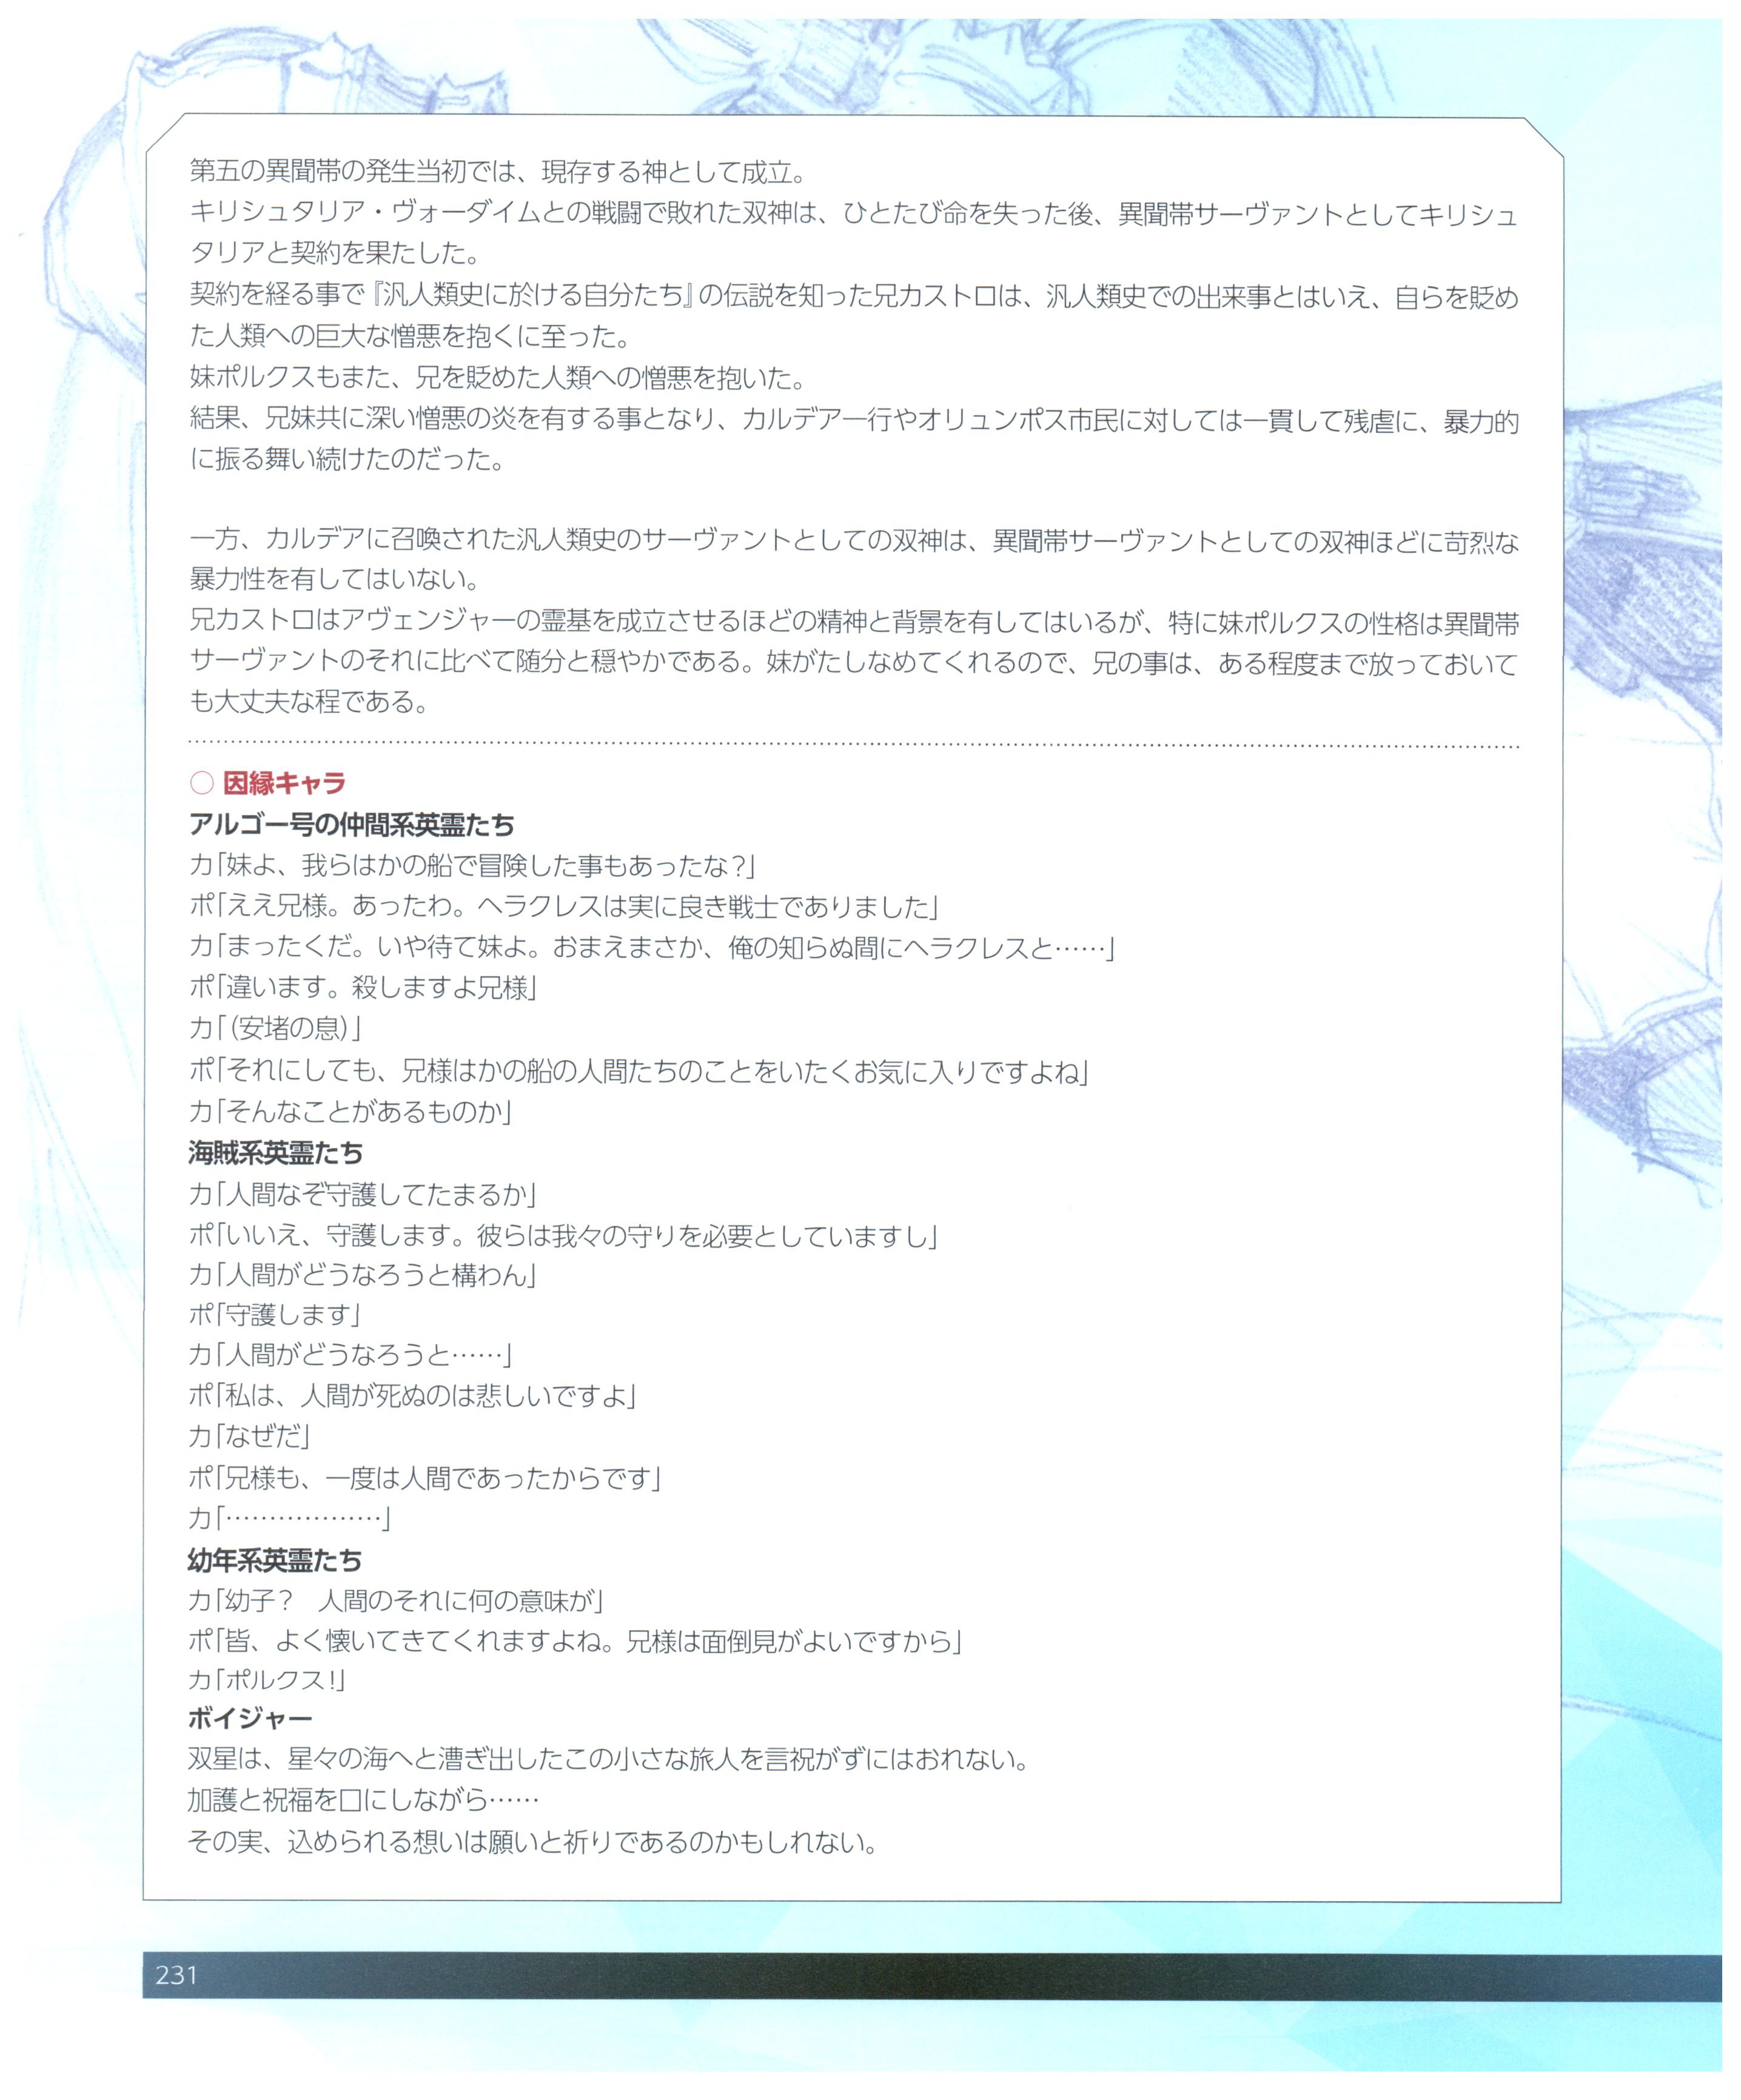 第五の異聞帯の発生当初では、現存する神として成立。
キリシュタリア・ヴォーダイムとの戦闘で敗れた双神は、ひとたび命を失った後、異聞帯サーヴァントとしてキリシュ
タリアと契約を果たした。
契約を経る事で『汎人類史に於ける自分たち』の伝説を知った兄カストロは、汎人類史での出来事とはいえ、自らを貶め
た人類への巨大な憎悪を抱くに至った。
妹ポルクスもまた、兄を貶めた人類への憎悪を抱いた。
結果、兄妹共に深い憎悪の炎を有する事となり、カルデア一行やオリュンポス市民に対しては一貫して残虐に、暴力的
に振る舞い続けたのだった。
一方、カルデアに召喚された汎人類史のサーヴァントとしての双神は、異聞帯サーヴァントとしての双神ほどに苛烈な
暴力性を有してはいない。
兄カストロはアヴェンジャーの霊基を成立させるほどの精神と背景を有してはいるが、特に妹ポルクスの性格は異聞帯
サーヴァントのそれに比べて随分と穏やかである。妹がたしなめてくれるので、兄の事は、ある程度まで放っておいて
も大丈夫な程である。
○ 因縁キャラ
アルゴー号の仲間系英霊たち
カ「妹よ、我らはかの船で冒険した事もあったな?」
ポ「ええ兄様。あったわ。ヘラクレスは実に良き戦士でありました」
カ「まったくだ。いや待て妹よ。おまえまさか、俺の知らぬ間にヘラクレスと……」
ポ「違います。殺しますよ兄様」
カ「(安堵の息)」
ポ「それにしても、兄様はかの船の人間たちのことをいたくお気に入りですよね」
カ「そんなことがあるものか」
海賊系英霊たち
カ「人間なぞ守護してたまるか」
ポ「いいえ、守護します。彼らは我々の守りを必要としていますし」
カ「人間がどうなろうと構わん」
ポ「守護します」
カ「人間がどうなろうと……」
ポ「私は、人間が死ぬのは悲しいですよ」
カ「なぜだ」
ポ「兄様も、一度は人間であったからです」
カ「………………」
幼年系英霊たち
カ「幼子?　人間のそれに何の意味が」
ポ「皆、よく懐いてきてくれますよね。兄様は面倒見がよいですから」
カ「ポルクス!」
ボイジャー
双星は、星々の海へと漕ぎ出したこの小さな旅人を言祝がずにはおれない。
加護と祝福を口にしながら……
その実、込められる想いは願いと祈りであるのかもしれない。
231